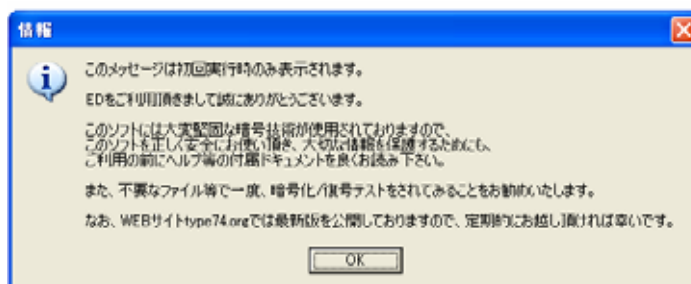 情報
このメッセージは初回実行時のみ表示されます。
EDをご利用頂きまして誠にありがとうございます。
このソフトには大変堅固な暗号技術が使用されておりますので、
このソフトを正しく安全にお使い頂き、大切な情報を保護するためにも、
ご利用の前にヘルプ等の付属ドキュメントを良くお読み下さい。
また、不要なファイル等で一度、暗号化/復号テストをされてみることをお勧めいたします。
なお、WEBサイトtype74.orgでは最新版を公開しておりますので、定期的にお越し頂ければ幸いです。
OK